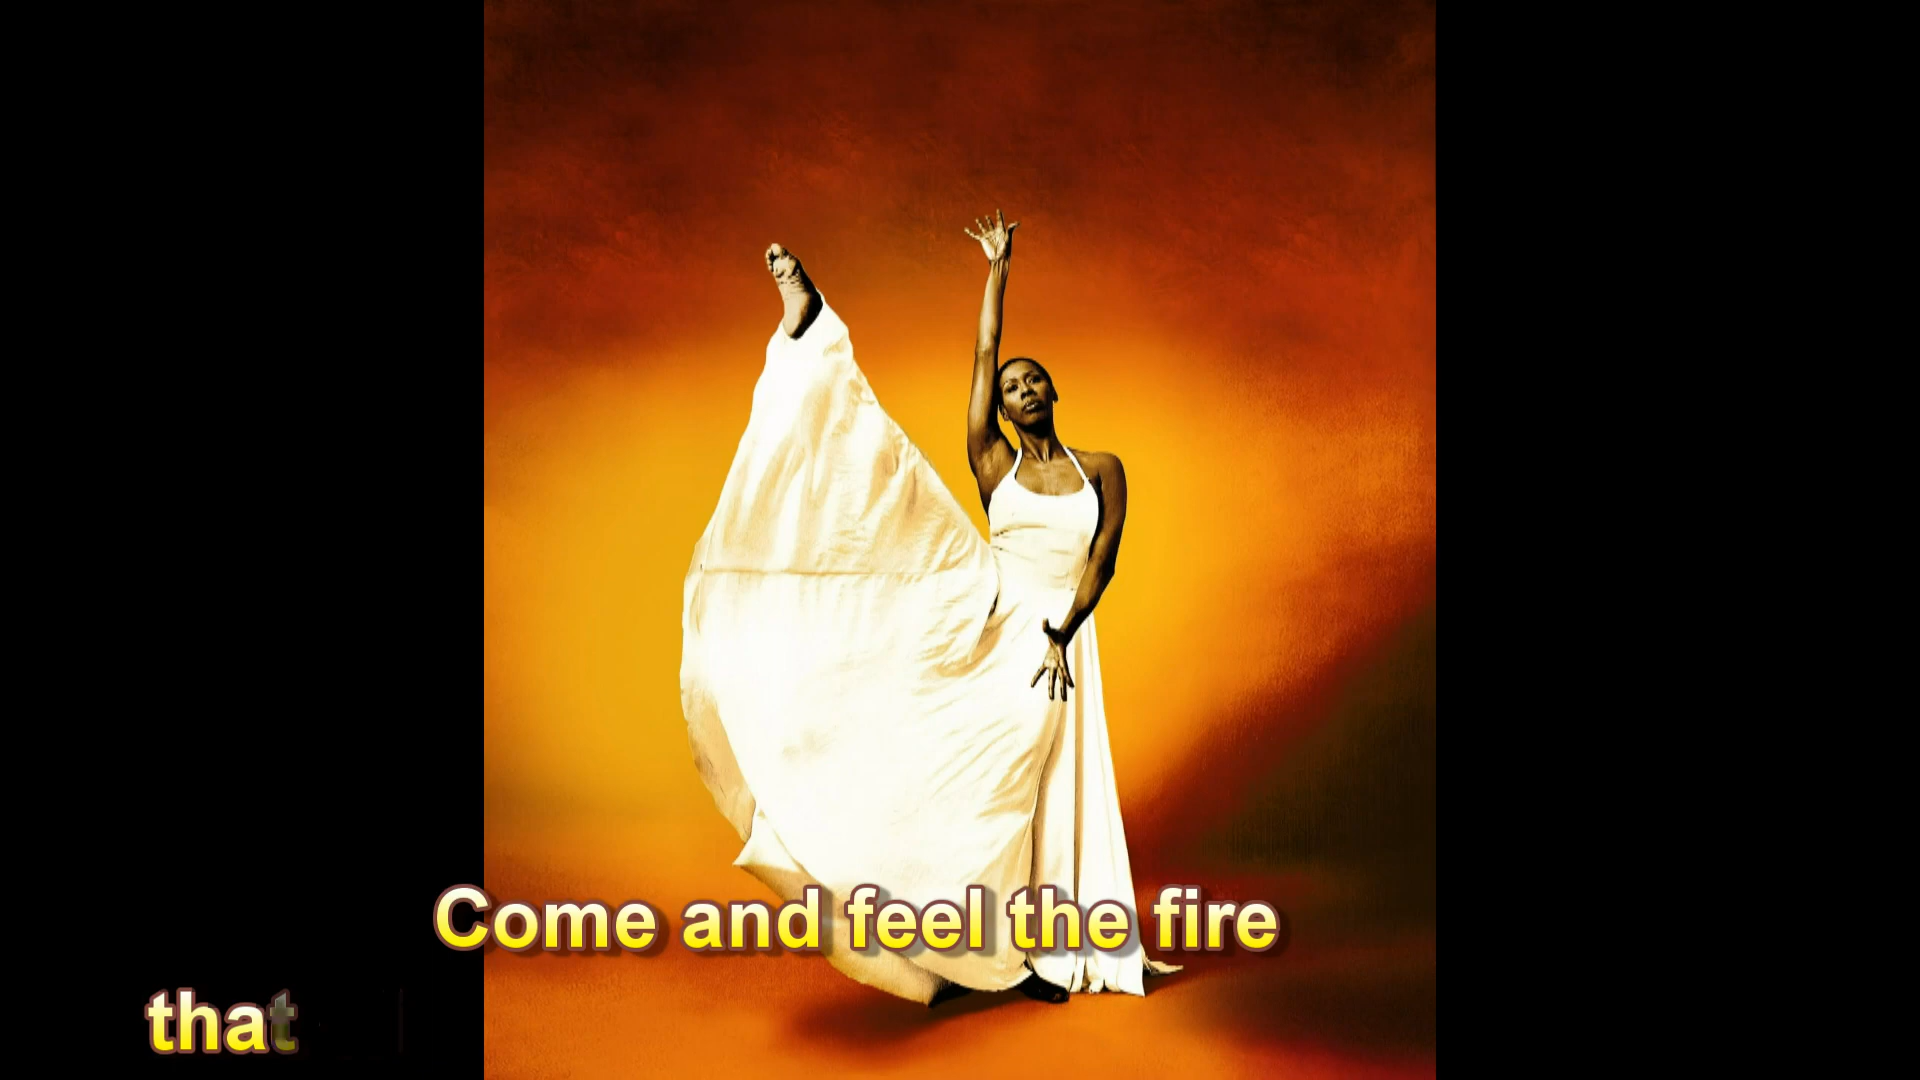 Come and feel the fire
that